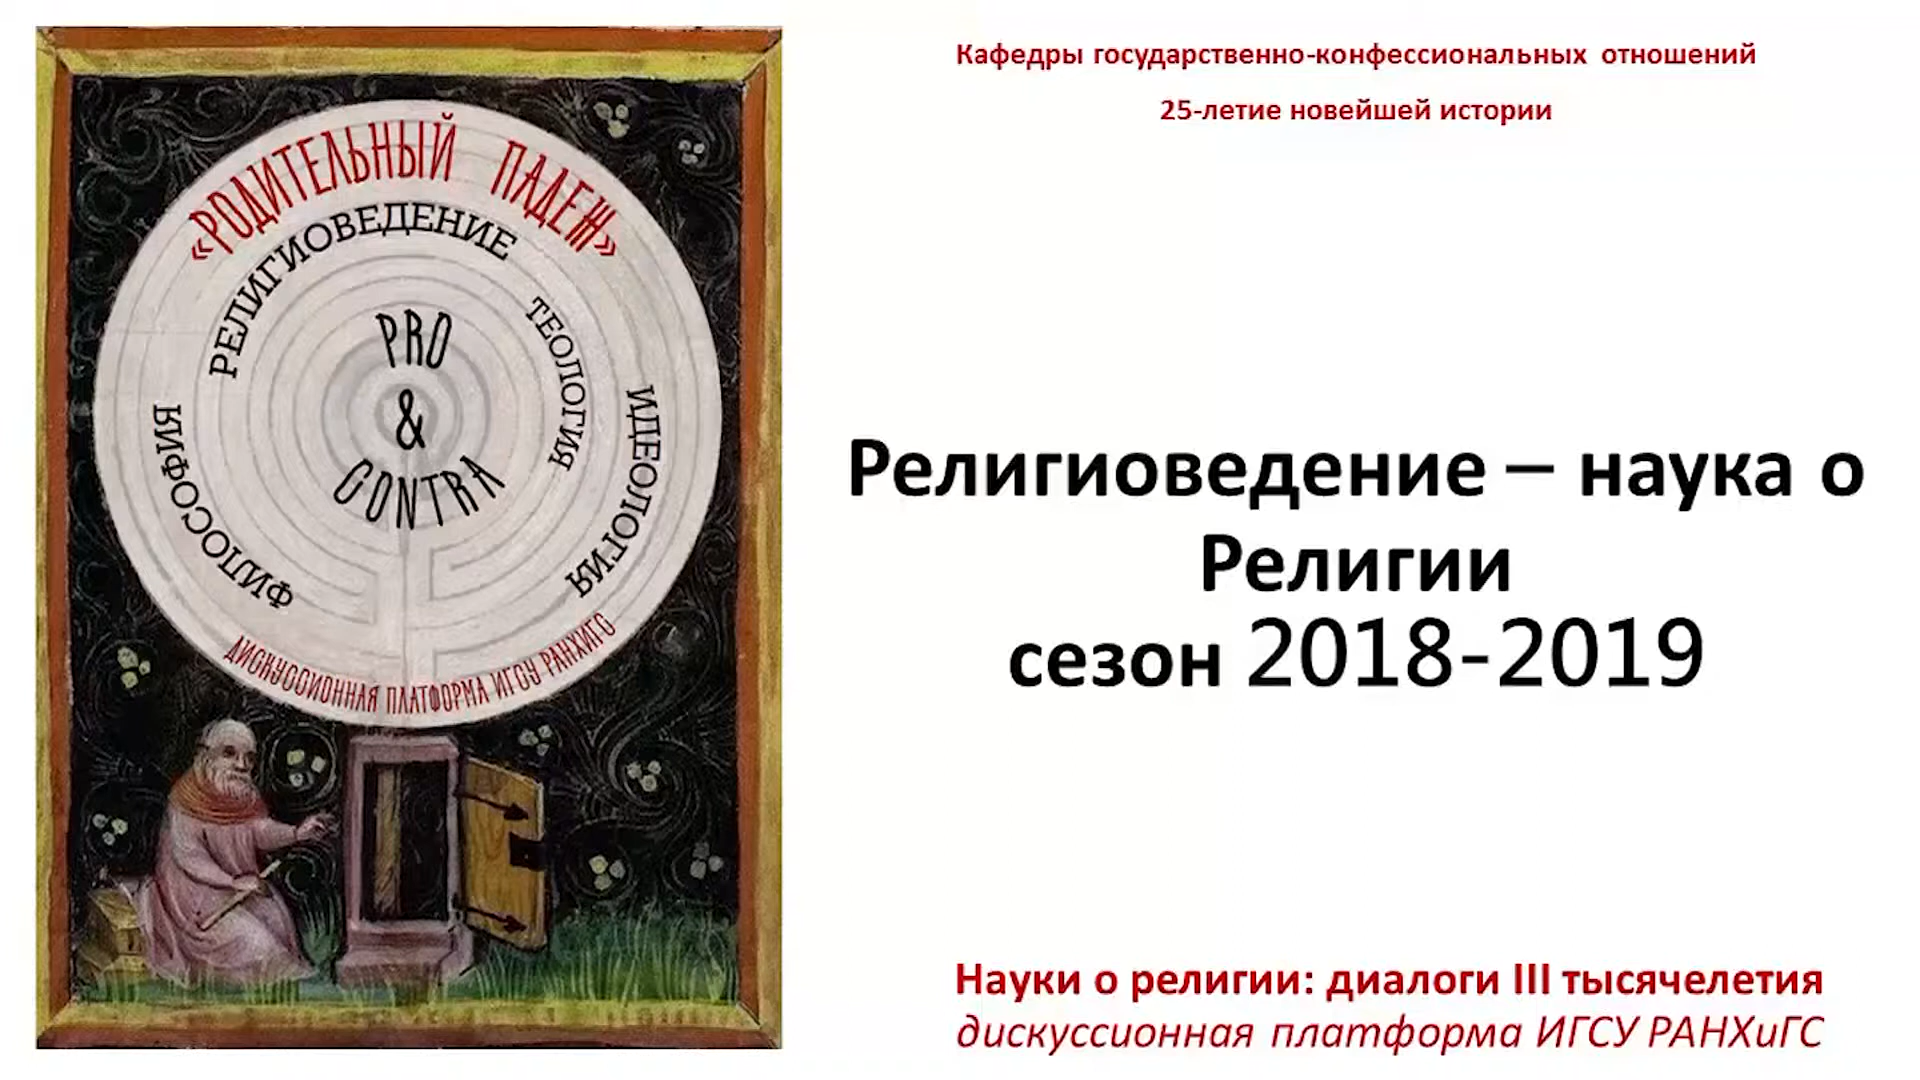 «РОДИТЕЛЬНЫЙ ПАДЕЖ»
РЕЛИГИОВЕДЕНИЕ
ТЕОЛОГИЯ
ФИЛОСОФИЯ
ИДЕОЛОГИЯ
PRO
&
CONTRA
ДИСКУССИОННАЯ ПЛАТФОРМА ИГСУ РАНХИГС
Кафедры государственно-конфессиональных отношений
25-летие новейшей истории
Религиоведение – наука о
Религии
сезон 2018-2019
Науки о религии: диалоги III тысячелетия
дискуссионная платформа ИГСУ РАНХиГС